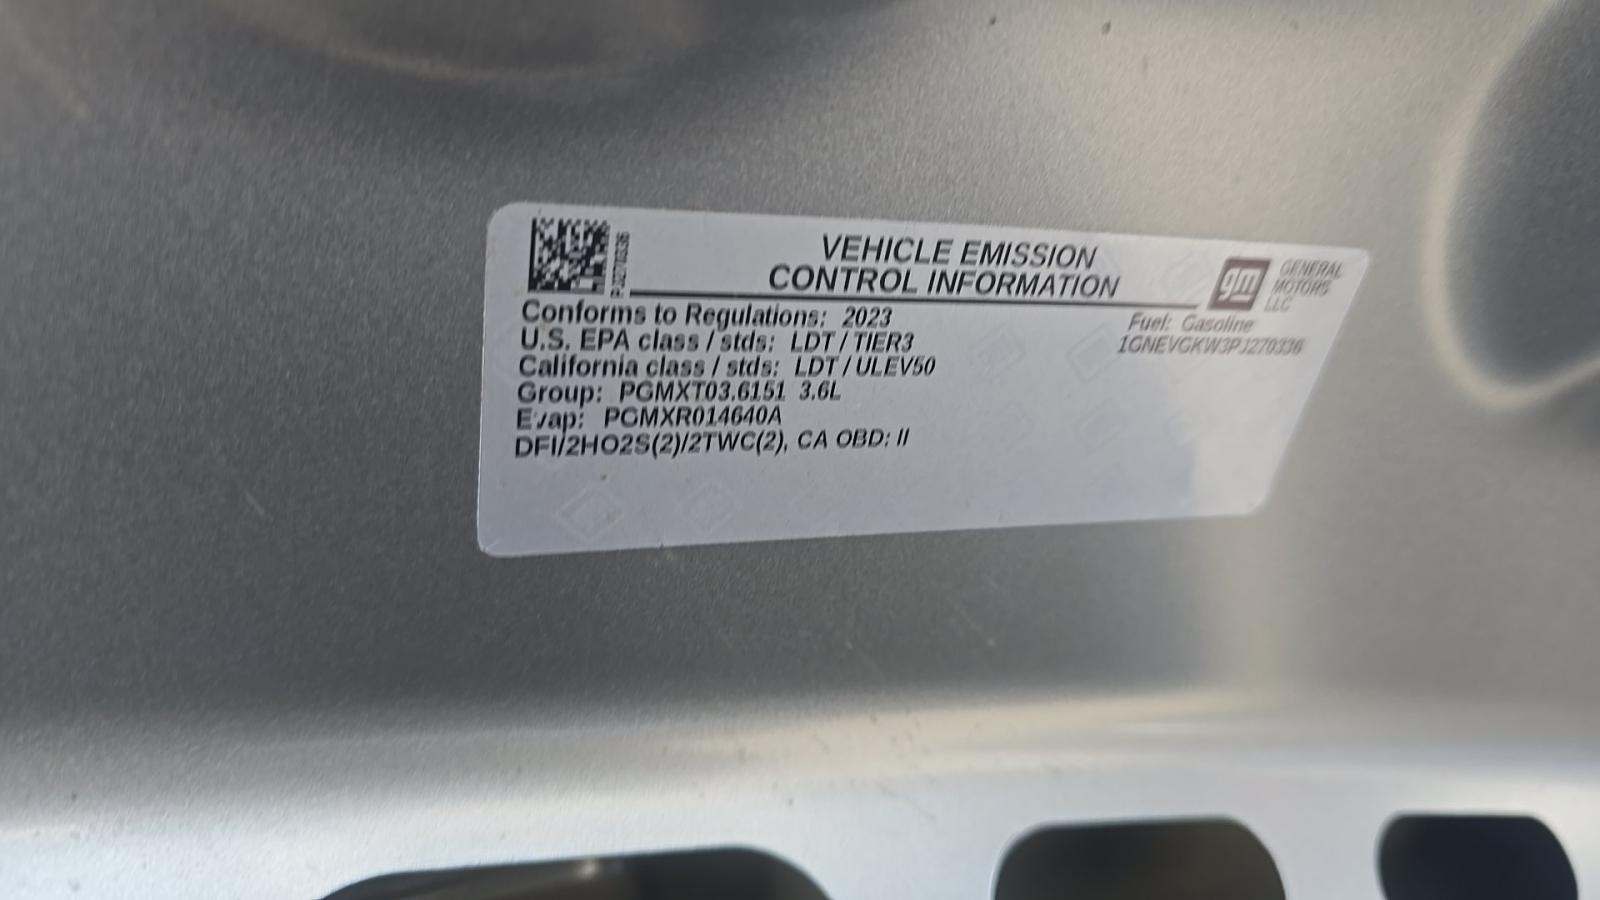 VEHICLE EMISSION
CONTROL INFORMATION
gm GENERAL
MOTORS
LLC
Conforms to Regulations: 2023
U.S. EPA class / stds: LDT / TIER3
California class / stds: LDT / ULEV50
Group: PGMXT03.6151 3.6L
Evap: PGMXR014640A
DFI/2HO2S(2)/2TWC(2), CA OBD: II
Fuel: Gasoline
1GNEVGKW3PJ270336
PJ270336